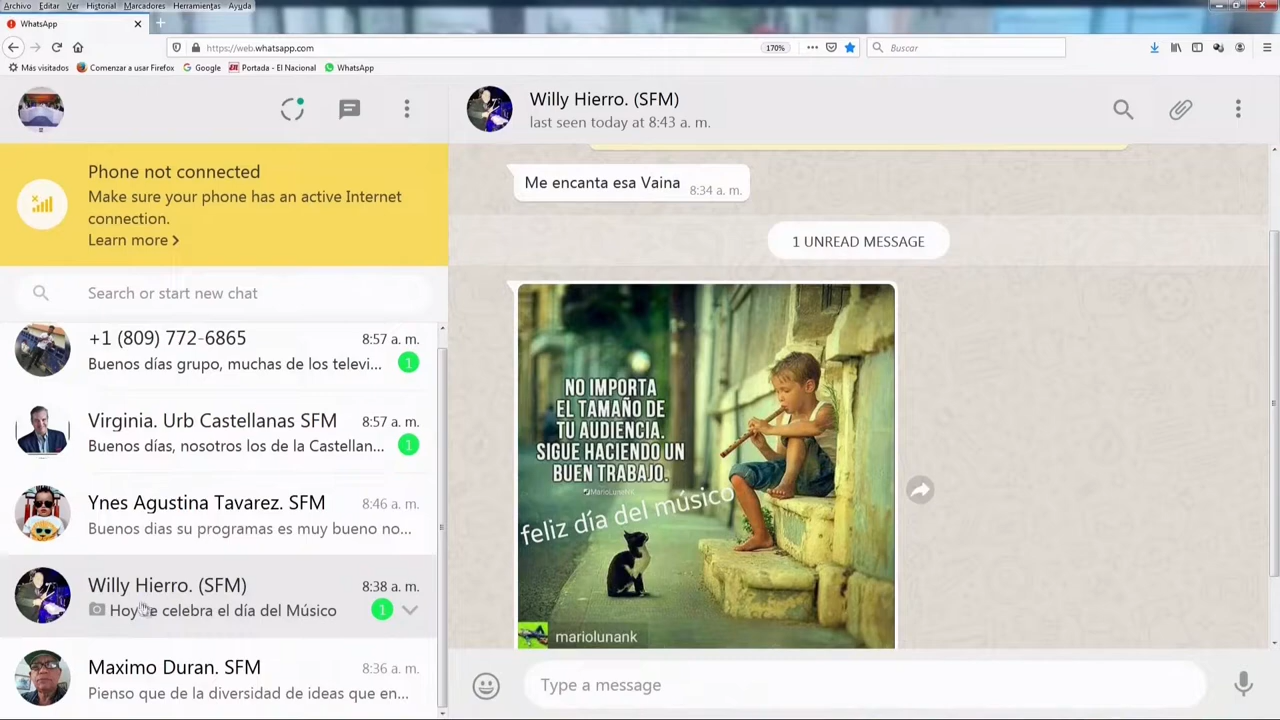 Archivo Editar Ver Historial Marcadores Herramientas Ayuda
WhatsApp
https://web.whatsapp.com
170%
Buscar
Más visitados
Comenzar a usar Firefox
Google
Portada - El Nacional
WhatsApp
Phone not connected
Make sure your phone has an active Internet
connection.
Learn more
Search or start new chat
+1 (809) 772-6865
8:57 a. m.
Buenos días grupo, muchas de los televi...
1
Virginia. Urb Castellanas SFM
8:57 a. m.
Buenos días, nosotros los de la Castellan...
1
Ynes Agustina Tavarez. SFM
8:46 a. m.
Buenos dias su programas es muy bueno no...
Willy Hierro. (SFM)
8:38 a. m.
Hoy se celebra el día del Músico
1
Maximo Duran. SFM
8:36 a. m.
Pienso que de la diversidad de ideas que en...
Willy Hierro. (SFM)
last seen today at 8:43 a. m.
Me encanta esa Vaina
8:34 a. m.
1 UNREAD MESSAGE
NO IMPORTA
EL TAMAÑO DE
TU AUDIENCIA.
SIGUE HACIENDO UN
BUEN TRABAJO.
feliz día del músico
mariolunank
Type a message